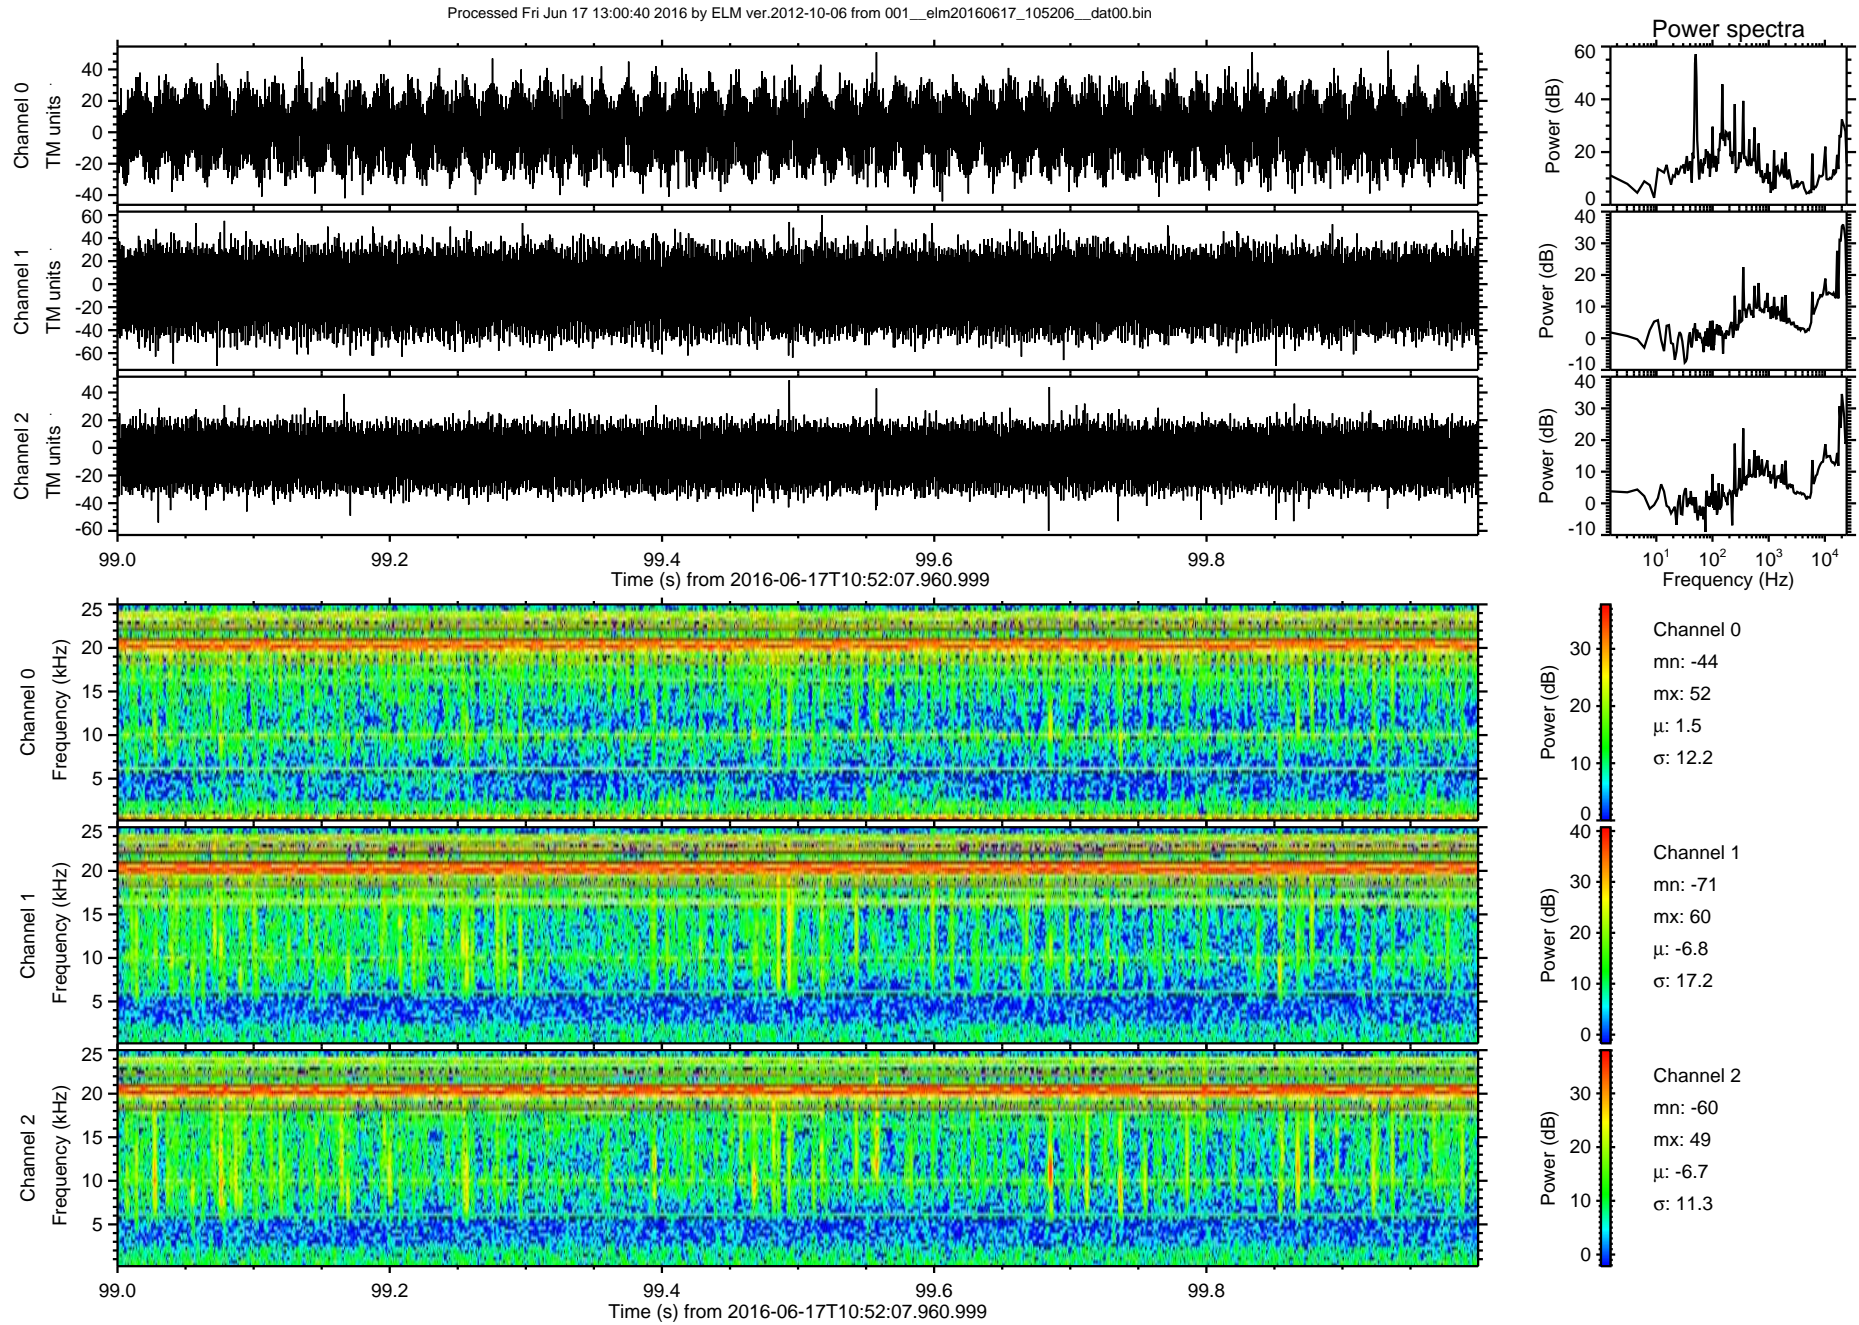 Processed Fri Jun 17 13:00:40 2016 by ELM ver.2012-10-06 from 001__elm20160617_105206__dat00.bin
Power spectra
Channel 0
TM units
40
20
0
-20
-40
Power (dB)
60
40
20
0
Channel 1
TM units
60
40
20
0
-20
-40
-60
Power (dB)
40
30
20
10
0
-10
Channel 2
TM units
40
20
0
-20
-40
-60
Power (dB)
40
30
20
10
0
-10
99.0 99.2 99.4 99.6 99.8
Time (s) from 2016-06-17T10:52:07.960.999
10¹ 10² 10³ 10⁴
Frequency (Hz)
Channel 0
Frequency (kHz)
25
20
15
10
5
Power (dB)
30
20
10
0
Channel 0
mn: -44
mx: 52
μ: 1.5
σ: 12.2
Channel 1
Frequency (kHz)
25
20
15
10
5
Power (dB)
40
30
20
10
0
Channel 1
mn: -71
mx: 60
μ: -6.8
σ: 17.2
Channel 2
Frequency (kHz)
25
20
15
10
5
Power (dB)
30
20
10
0
Channel 2
mn: -60
mx: 49
μ: -6.7
σ: 11.3
99.0 99.2 99.4 99.6 99.8
Time (s) from 2016-06-17T10:52:07.960.999